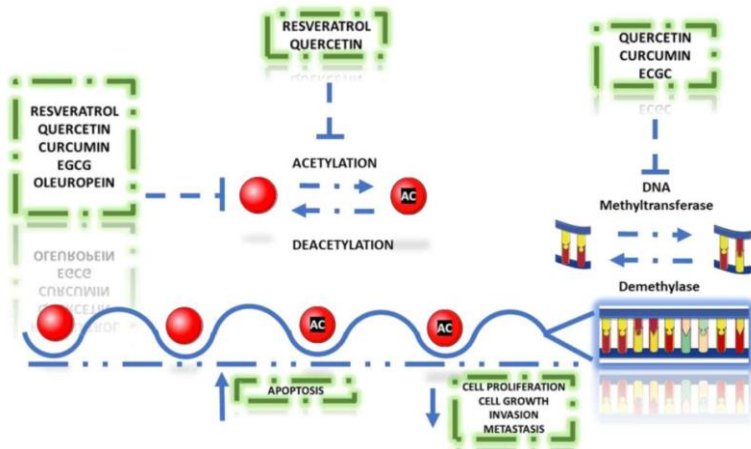 RESVERATROL
QUERCETIN
QUERCETIN
CURCUMIN
ECGC
RESVERATROL
QUERCETIN
CURCUMIN
EGCG
OLEUROPEIN
ACETYLATION
AC
DEACETYLATION
DNA
Methyltransferase
Demethylase
AC
AC
APOPTOSIS
CELL PROLIFERATION
CELL GROWTH
INVASION
METASTASIS